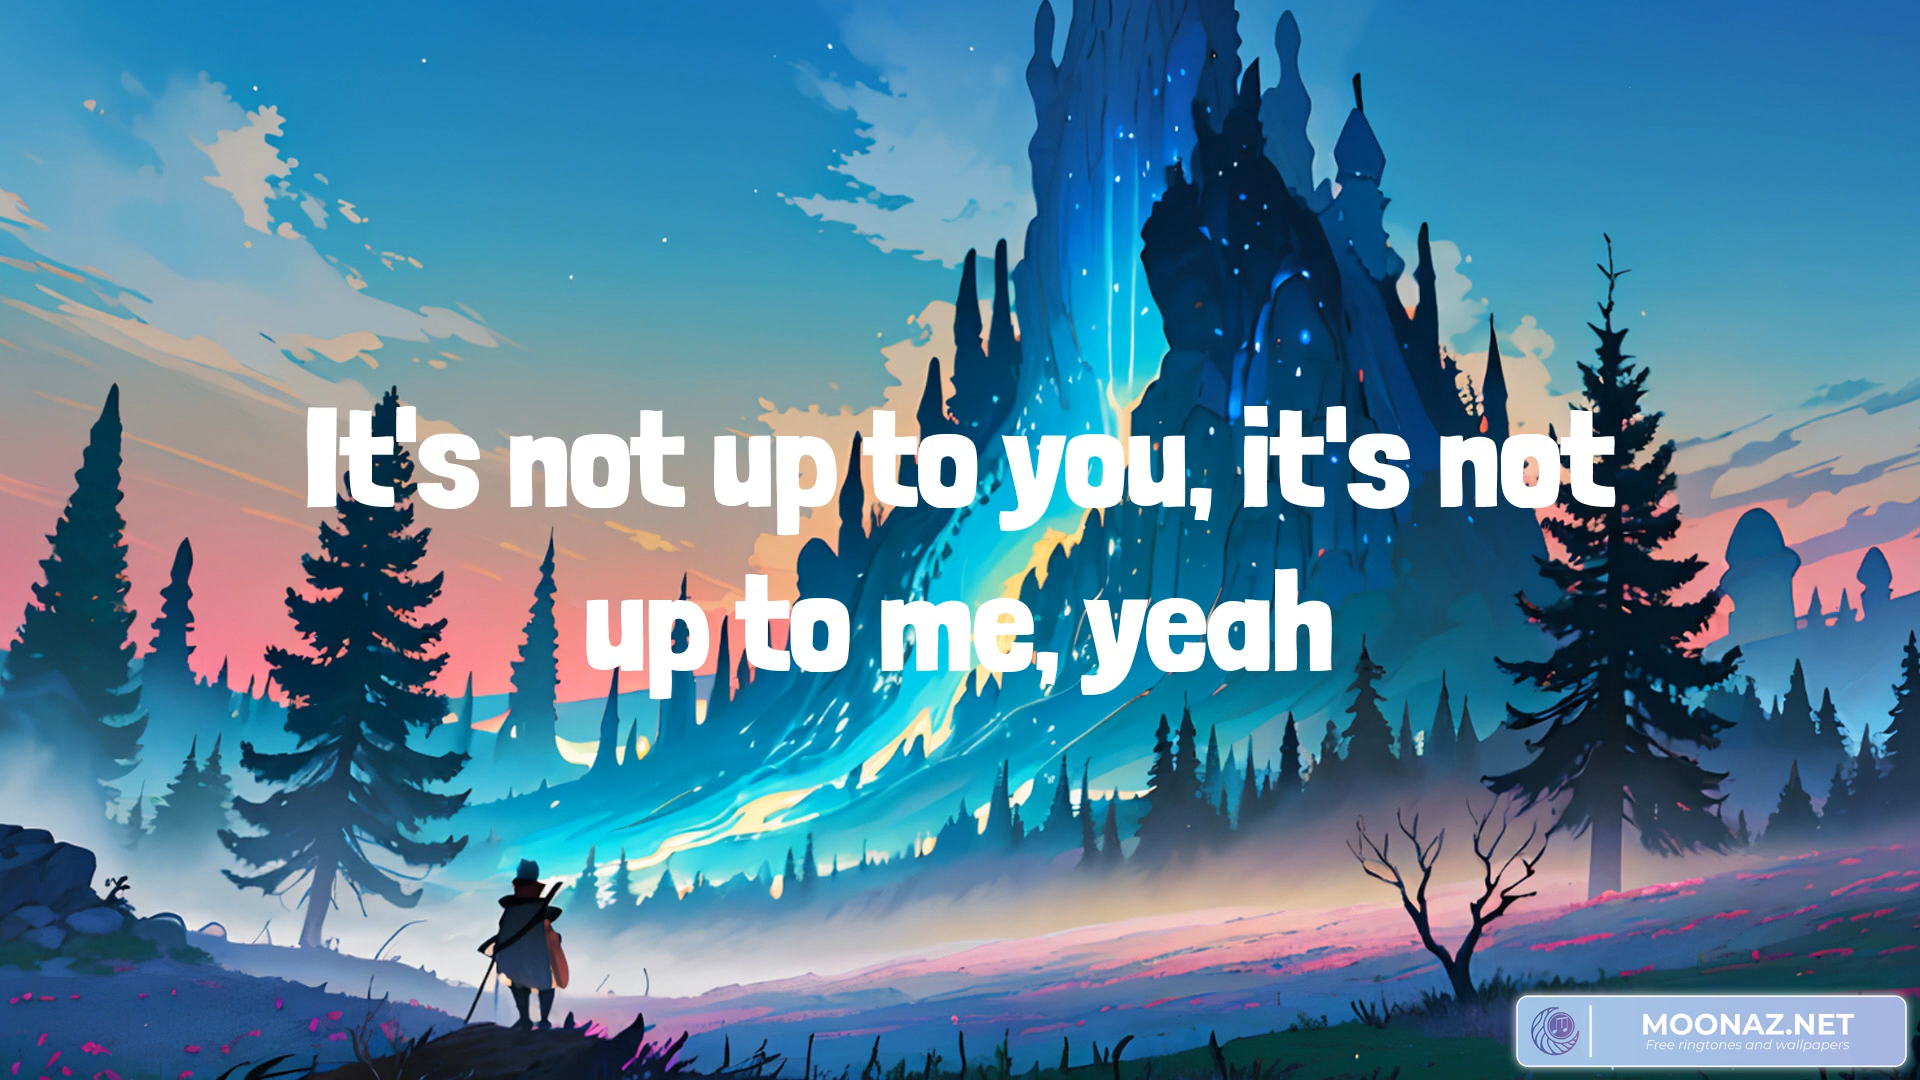 It's not up to you, it's not
up to me, yeah
MOONAZ.NET
Free ringtones and wallpapers